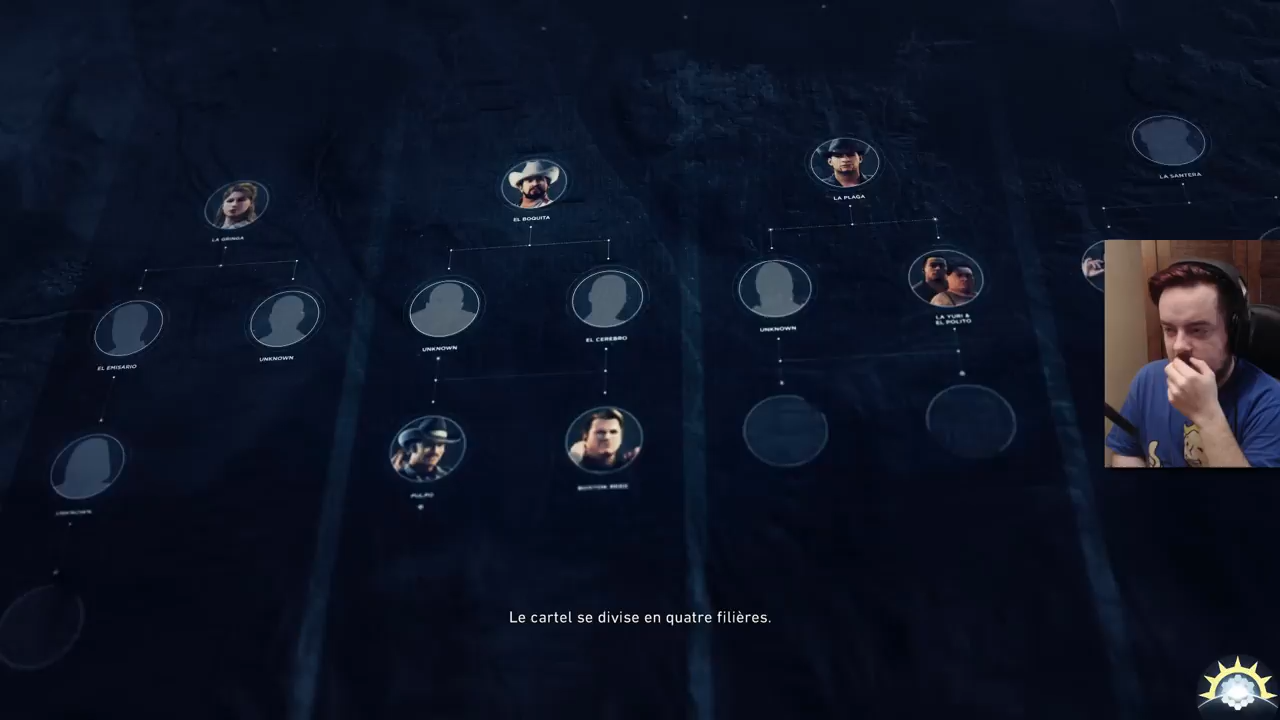 LA SANTERA
LA PLAGA
EL BOQUITA
LA GRINGA
LA YURI &
EL POLITO
UNKNOWN
EL CEREBRO
UNKNOWN
UNKNOWN
EL EMISARIO
PULPO
UNKNOWN
Le cartel se divise en quatre filières.